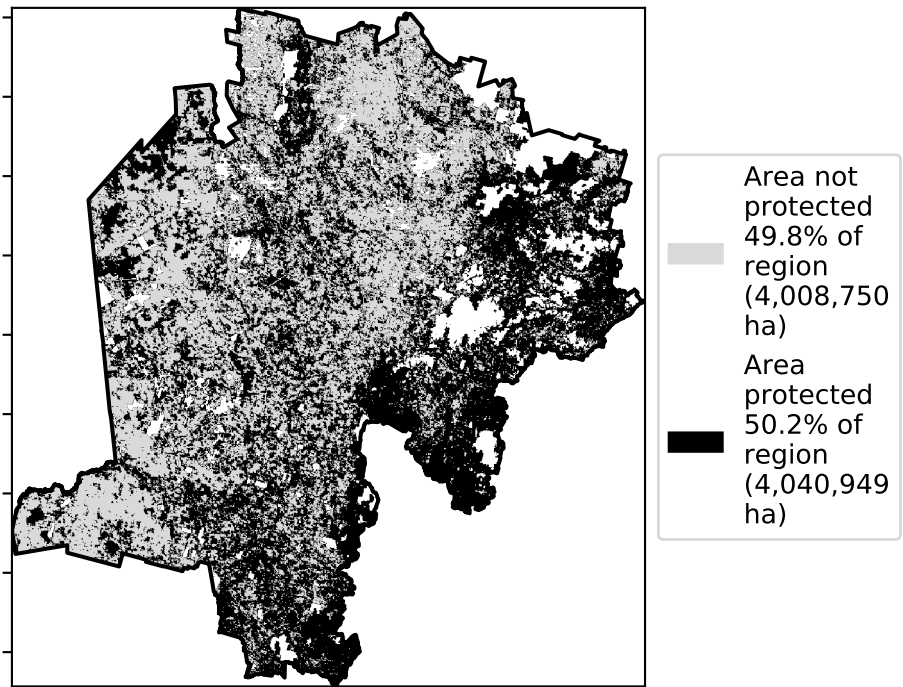 Area not
protected
49.8% of
region
(4,008,750
ha)
Area
protected
50.2% of
region
(4,040,949
ha)